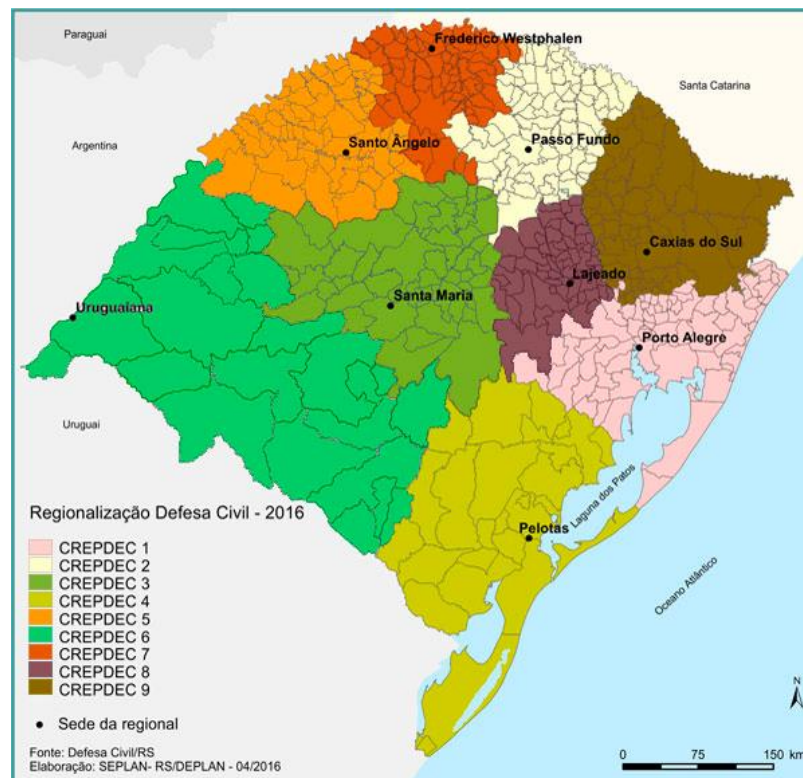 Paraguai
Frederico Westphalen
Santa Catarina
Argentina
Santo Ângelo
Passo Fundo
Caxias do Sul
Lajeado
Santa Maria
Uruguaiana
Porto Alegre
Uruguai
Laguna dos Patos
Pelotas
Oceano Atlântico
Regionalização Defesa Civil - 2016
CREPDEC 1
CREPDEC 2
CREPDEC 3
CREPDEC 4
CREPDEC 5
CREPDEC 6
CREPDEC 7
CREPDEC 8
CREPDEC 9
Sede da regional
Fonte: Defesa Civil/RS
Elaboração: SEPLAN- RS/DEPLAN - 04/2016
N
0 75 150 km